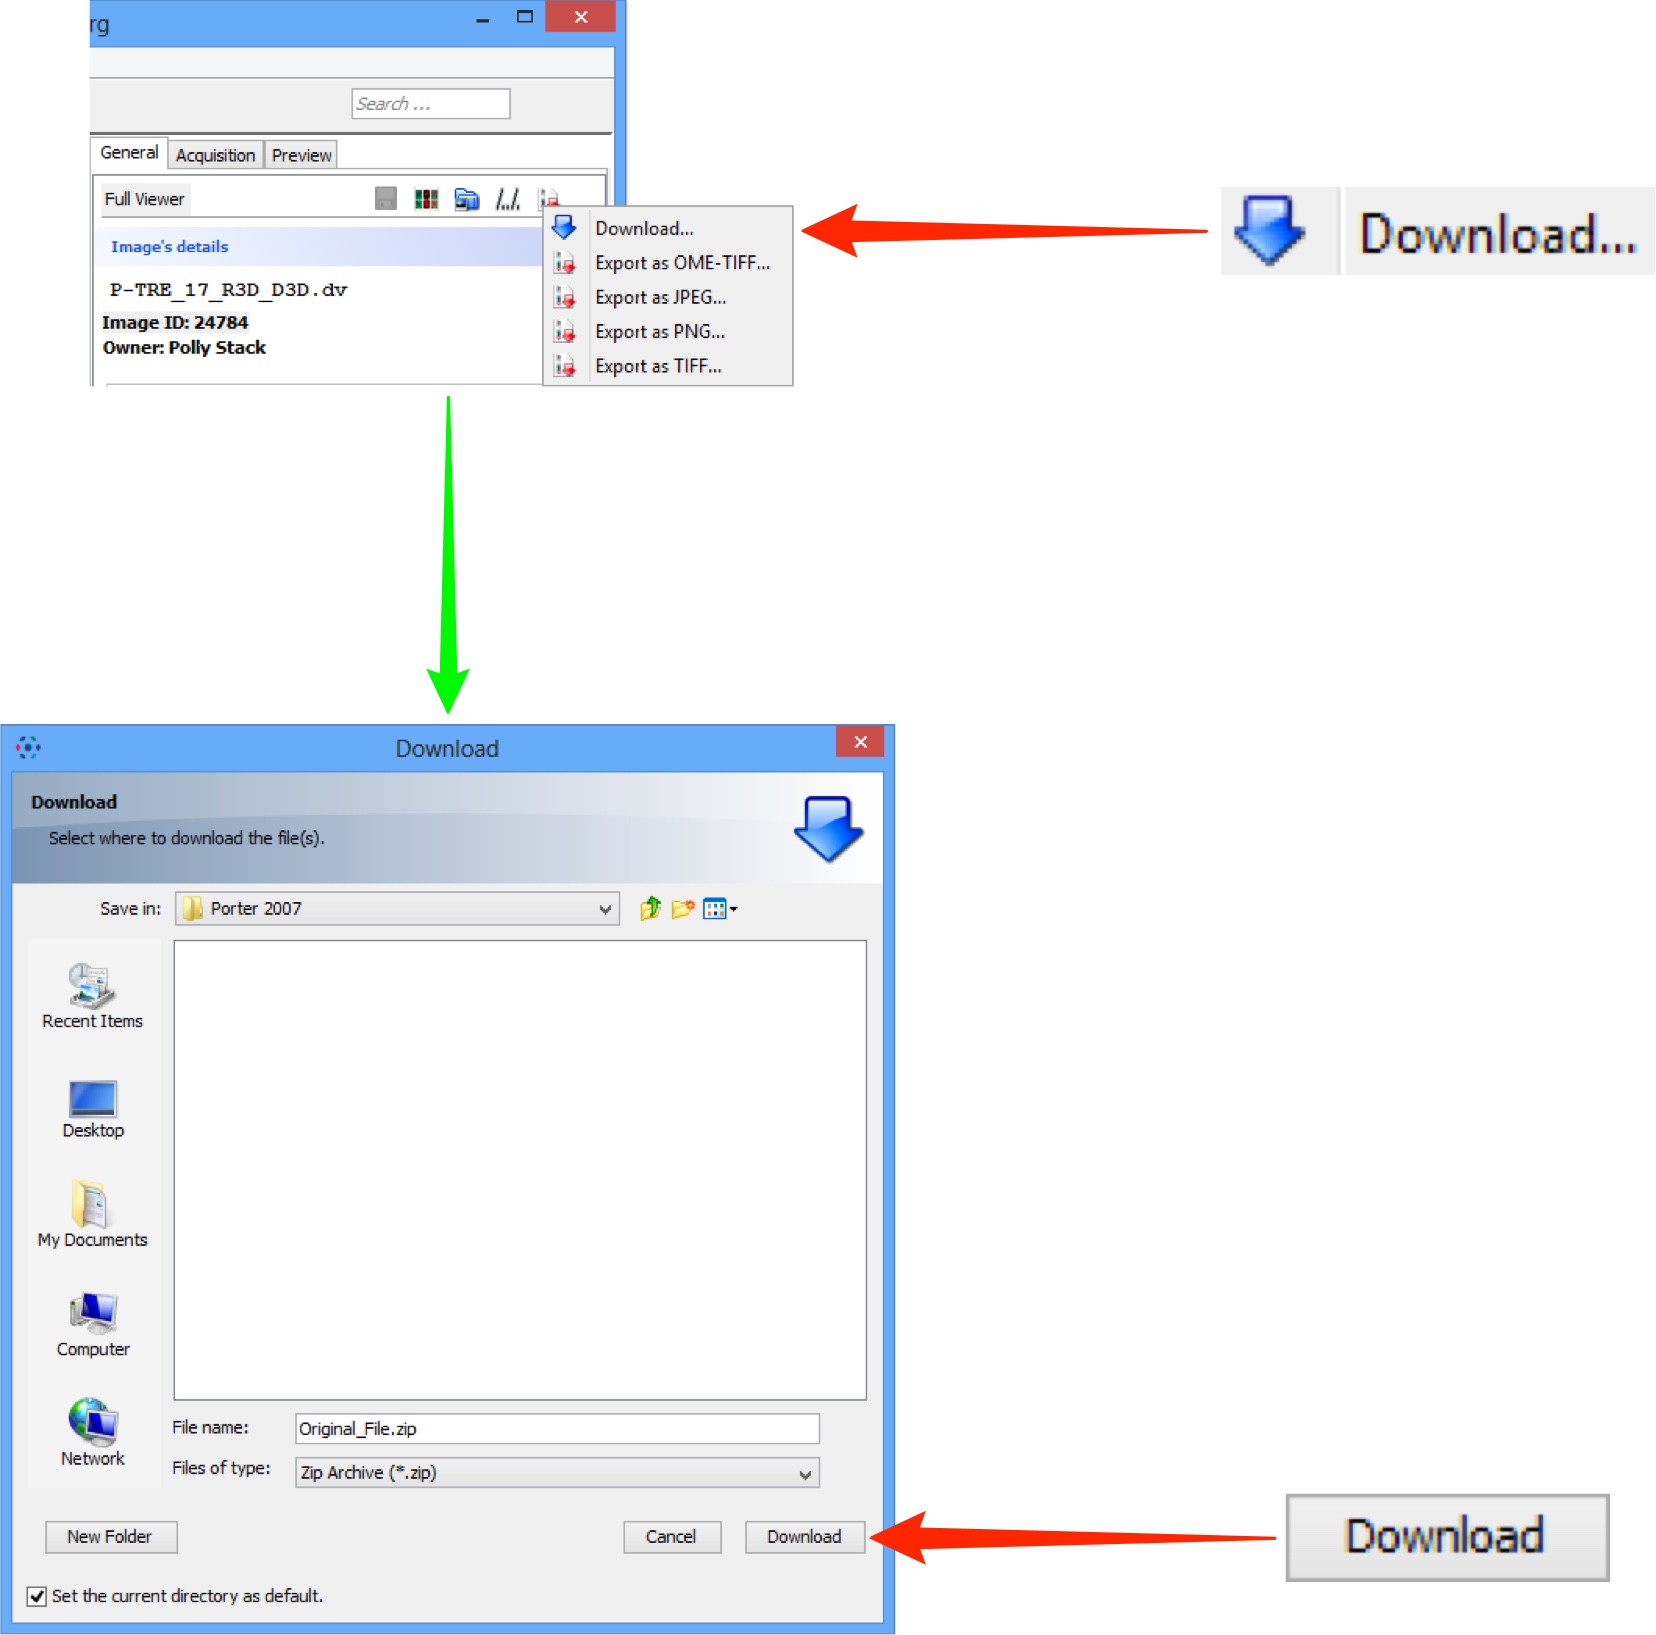 rg
Search ...
General Acquisition Preview
Full Viewer
Image's details
P-TRE_17_R3D_D3D.dv
Image ID: 24784
Owner: Polly Stack
Download...
Export as OME-TIFF...
Export as JPEG...
Export as PNG...
Export as TIFF...
Download...
Download
Download
Select where to download the file(s).
Save in: Porter 2007
Recent Items
Desktop
My Documents
Computer
Network
File name: Original_File.zip
Files of type: Zip Archive (*.zip)
New Folder Cancel Download
Set the current directory as default.
Download